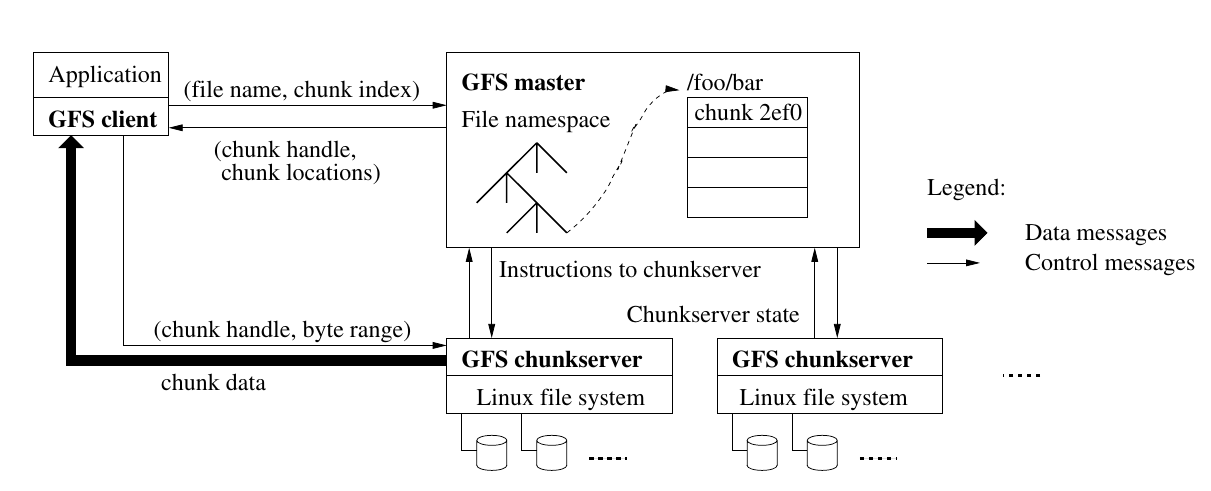 Application
GFS client
(file name, chunk index)
(chunk handle,
chunk locations)
GFS master
File namespace
/foo/bar
chunk 2ef0
Legend:
Data messages
Control messages
Instructions to chunkserver
Chunkserver state
(chunk handle, byte range)
chunk data
GFS chunkserver
Linux file system
GFS chunkserver
Linux file system